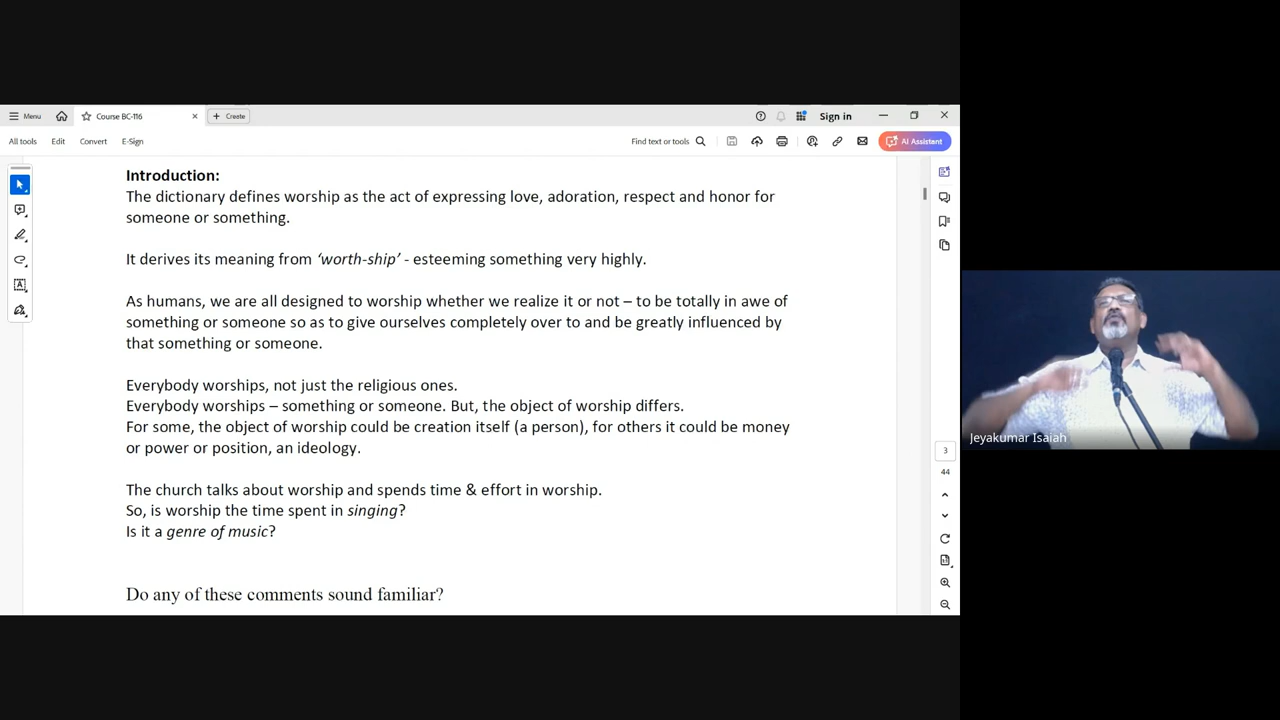 Menu
Course BC-116
Create
Sign in
All tools
Edit
Convert
E-Sign
Find text or tools
AI Assistant
Introduction:
The dictionary defines worship as the act of expressing love, adoration, respect and honor for
someone or something.
It derives its meaning from ‘worth-ship’ - esteeming something very highly.
As humans, we are all designed to worship whether we realize it or not – to be totally in awe of
something or someone so as to give ourselves completely over to and be greatly influenced by
that something or someone.
Everybody worships, not just the religious ones.
Everybody worships – something or someone. But, the object of worship differs.
For some, the object of worship could be creation itself (a person), for others it could be money
or power or position, an ideology.
The church talks about worship and spends time & effort in worship.
So, is worship the time spent in singing?
Is it a genre of music?
Do any of these comments sound familiar?
3
44
Jeyakumar Isaiah